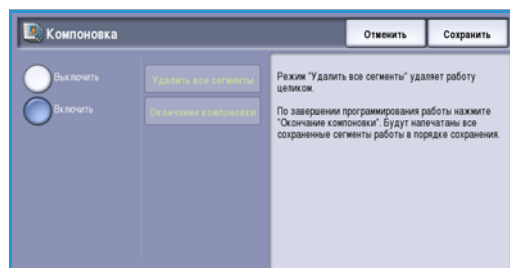 Компоновка
Отменить
Сохранить
Выключить
Включить
Удалить все сегменты
Окончание компоновки
Режим "Удалить все сегменты" удаляет работу
целиком.
По завершении программирования работы нажмите
"Окончание компоновки". Будут напечатаны все
сохраненные сегменты работы в порядке сохранения.